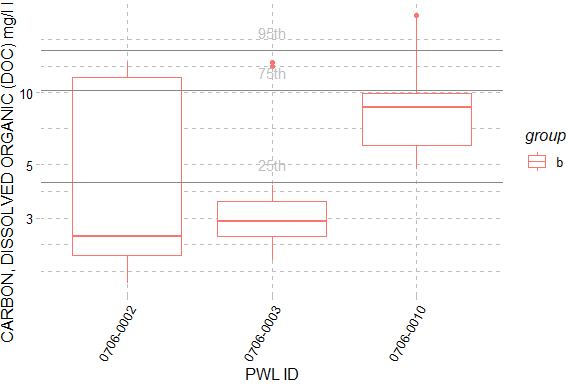 CARBON, DISSOLVED ORGANIC (DOC) mg/l
95th
75th
10
5
25th
3
group
b
0706-0002
0706-0003
0706-0010
PWL ID